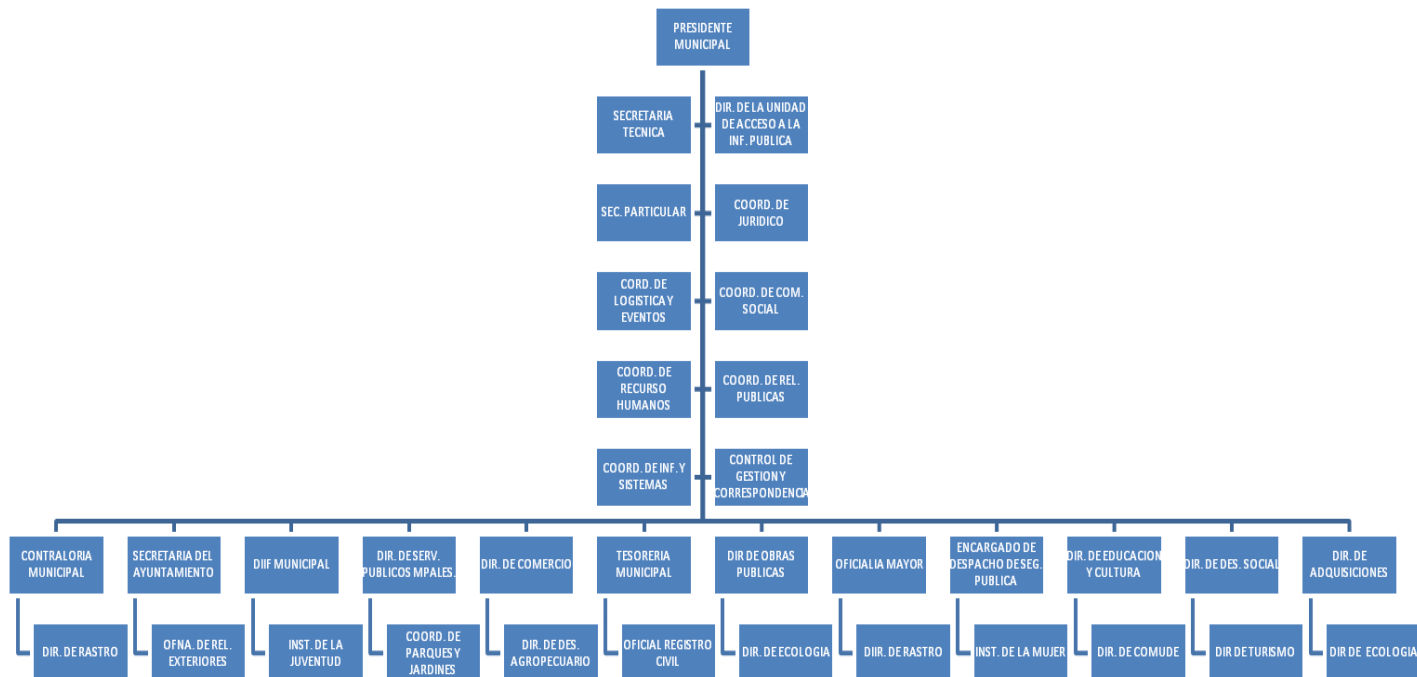 PRESIDENTE
MUNICIPAL
SECRETARIA
TECNICA
DIR. DE LA UNIDAD
DE ACCESO A LA
INF. PUBLICA
SEC. PARTICULAR
COORD. DE
JURIDICO
CORD. DE
LOGISTICA Y
EVENTOS
COORD. DE COM.
SOCIAL
COORD. DE
RECURSO
HUMANOS
COORD. DE REL.
PUBLICAS
COORD. DE INF. Y
SISTEMAS
CONTROL DE
GESTION Y
CORRESPONDENCIA
CONTRALORIA
MUNICIPAL
SECRETARIA DEL
AYUNTAMIENTO
DIIF MUNICIPAL
DIR. DE SERV.
PUBLICOS MPALES.
DIR. DE COMERCIO
TESORERIA
MUNICIPAL
DIR DE OBRAS
PUBLICAS
OFICIALIA MAYOR
ENCARGADO DE
DESPACHO DE SEG.
PUBLICA
DIR. DE EDUCACION
Y CULTURA
DIR. DE DES. SOCIAL
DIR. DE
ADQUISICIONES
DIR. DE RASTRO
OFNA. DE REL.
EXTERIORES
INST. DE LA
JUVENTUD
COORD. DE
PARQUES Y
JARDINES
DIR. DE DES.
AGROPECUARIO
OFICIAL REGISTRO
CIVIL
DIR. DE ECOLOGIA
DIIR. DE RASTRO
INST. DE LA MUJER
DIR. DE COMUDE
DIR DE TURISMO
DIR DE ECOLOGIA